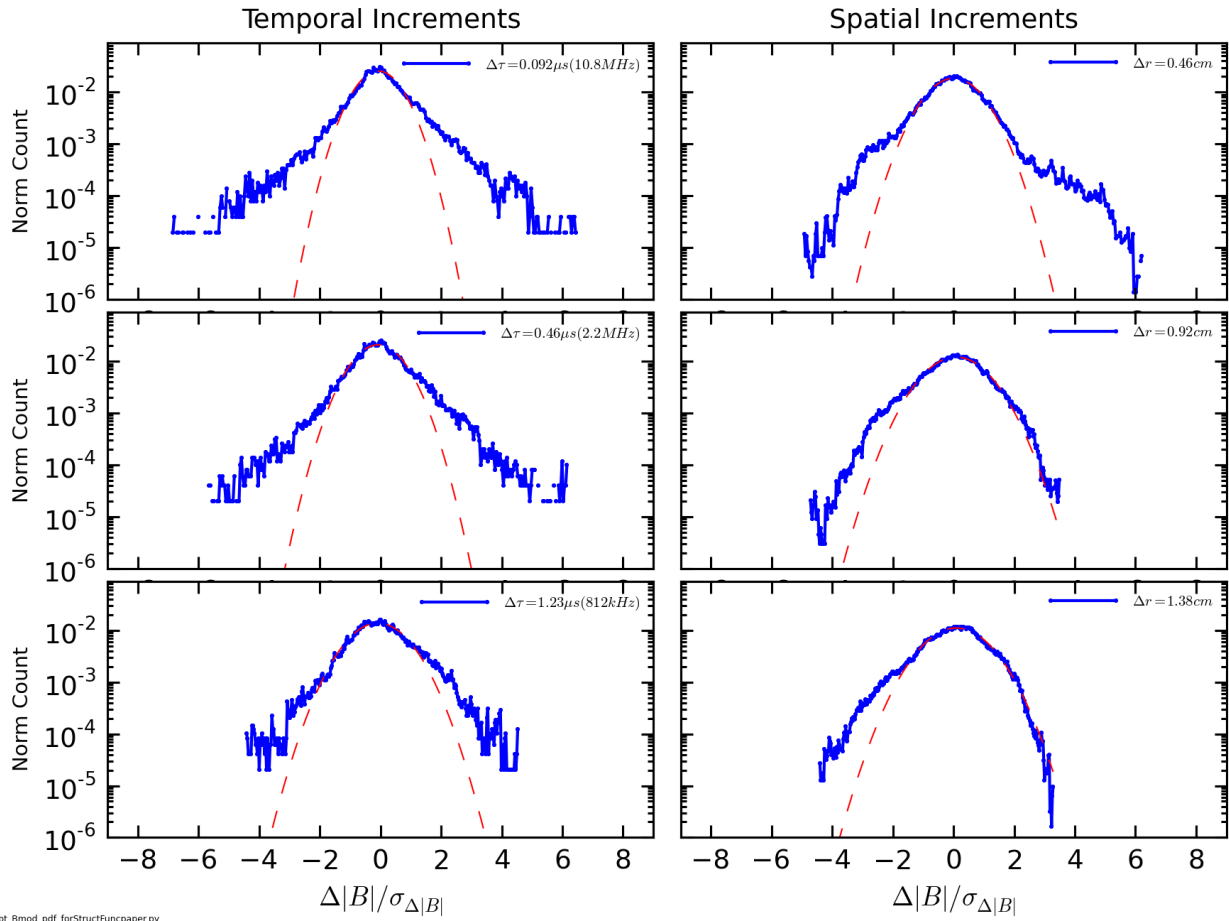 Temporal Increments Spatial Increments
Norm Count
10^-2
10^-3
10^-4
10^-5
10^-6
Δτ=0.092μs(10.8MHz)
Δr=0.46cm
Norm Count
10^-2
10^-3
10^-4
10^-5
10^-6
Δτ=0.46μs(2.2MHz)
Δr=0.92cm
Norm Count
10^-2
10^-3
10^-4
10^-5
10^-6
Δτ=1.23μs(812kHz)
Δr=1.38cm
−8 −6 −4 −2 0 2 4 6 8 −8 −6 −4 −2 0 2 4 6 8
Δ|B|/σ_Δ|B| Δ|B|/σ_Δ|B|
Bmod_pdf_forStructFuncpaper.py